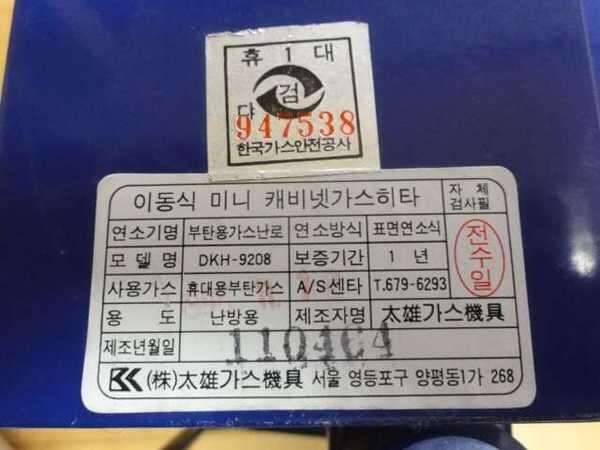 휴 1 대
검
다
947538
한국가스안전공사
이동식 미니 캐비넷가스히타
자체
검사필
연소기명 부탄용가스난로 연소방식 표면연소식
모델명 DKH-9208 보증기간 1 년
사용가스 휴대용부탄가스 A/S센타 T.679-6293
용 도 난방용 제조자명 太雄가스機具
전수일
제조년월일
(株)太雄가스機具 서울 영등포구 양평동1가 268